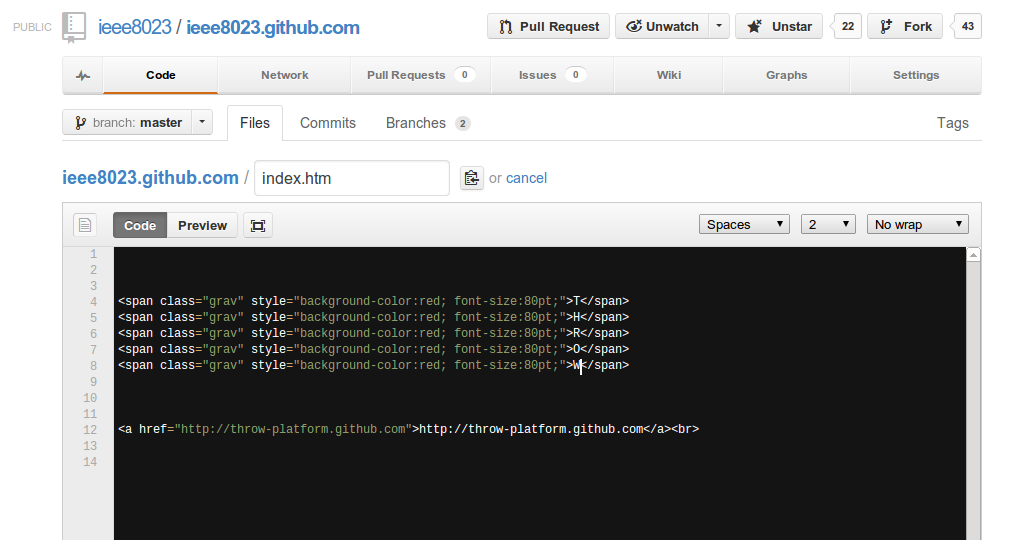 PUBLIC ieee8023 / ieee8023.github.com Pull Request Unwatch Unstar 22 Fork 43
Code Network Pull Requests 0 Issues 0 Wiki Graphs Settings
branch: master Files Commits Branches 2 Tags
ieee8023.github.com / index.htm or cancel
Code Preview Spaces 2 No wrap
1
2
3
4 <span class="grav" style="background-color:red; font-size:80pt;">T</span>
5 <span class="grav" style="background-color:red; font-size:80pt;">H</span>
6 <span class="grav" style="background-color:red; font-size:80pt;">R</span>
7 <span class="grav" style="background-color:red; font-size:80pt;">O</span>
8 <span class="grav" style="background-color:red; font-size:80pt;">W</span>
9
10
11
12 <a href="http://throw-platform.github.com">http://throw-platform.github.com</a><br>
13
14